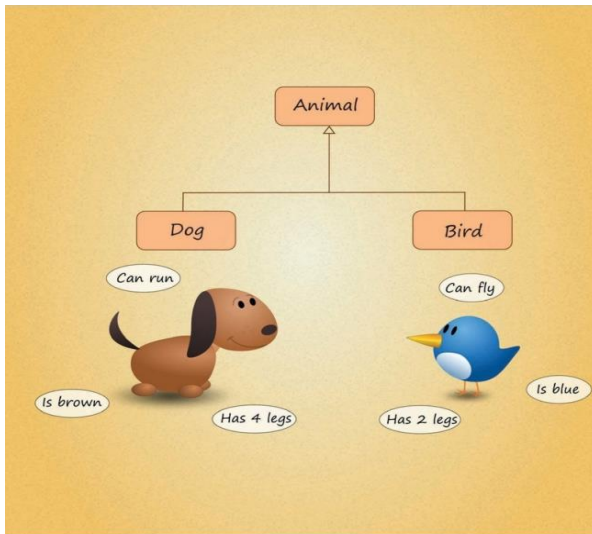 Animal
Dog
Bird
Can run
Can fly
Is brown
Has 4 legs
Has 2 legs
Is blue